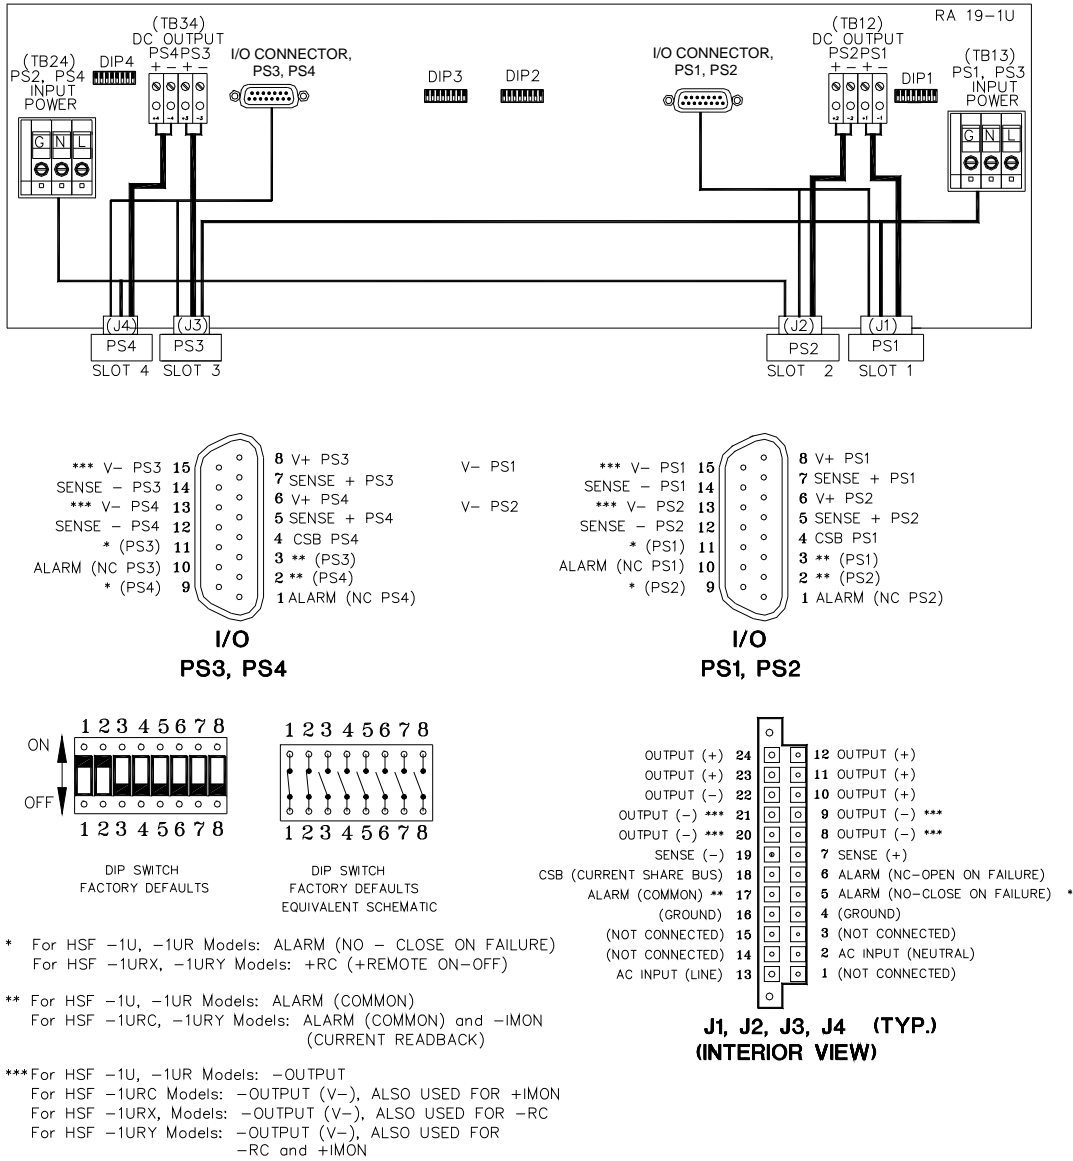 RA 19-1U
(TB24)
PS2, PS4
INPUT
POWER
DIP4
(TB34)
DC OUTPUT
PS4PS3
+ - + -
I/O CONNECTOR,
PS3, PS4
DIP3
DIP2
I/O CONNECTOR,
PS1, PS2
(TB12)
DC OUTPUT
PS2PS1
+ - + -
DIP1
(TB13)
PS1, PS3
INPUT
POWER
+4 -4 +3 -3
+2 -2 +1 -1
G N L
G N L
(J4) (J3) (J2) (J1)
PS4 PS3 PS2 PS1
SLOT 4 SLOT 3 SLOT 2 SLOT 1
*** V- PS3 15
SENSE - PS3 14
*** V- PS4 13
SENSE - PS4 12
* (PS3) 11
ALARM (NC PS3) 10
* (PS4) 9
8 V+ PS3
7 SENSE + PS3
6 V+ PS4
5 SENSE + PS4
4 CSB PS4
3 ** (PS3)
2 ** (PS4)
1 ALARM (NC PS4)
I/O
PS3, PS4
V- PS1
V- PS2
*** V- PS1 15
SENSE - PS1 14
*** V- PS2 13
SENSE - PS2 12
* (PS1) 11
ALARM (NC PS1) 10
* (PS2) 9
8 V+ PS1
7 SENSE + PS1
6 V+ PS2
5 SENSE + PS2
4 CSB PS1
3 ** (PS1)
2 ** (PS2)
1 ALARM (NC PS2)
I/O
PS1, PS2
ON
OFF
1 2 3 4 5 6 7 8
1 2 3 4 5 6 7 8
DIP SWITCH
FACTORY DEFAULTS
1 2 3 4 5 6 7 8
1 2 3 4 5 6 7 8
DIP SWITCH
FACTORY DEFAULTS
EQUIVALENT SCHEMATIC
OUTPUT (+) 24
OUTPUT (+) 23
OUTPUT (-) 22
OUTPUT (-) *** 21
OUTPUT (-) *** 20
SENSE (-) 19
CSB (CURRENT SHARE BUS) 18
ALARM (COMMON) ** 17
(GROUND) 16
(NOT CONNECTED) 15
(NOT CONNECTED) 14
AC INPUT (LINE) 13
12 OUTPUT (+)
11 OUTPUT (+)
10 OUTPUT (+)
9 OUTPUT (-) ***
8 OUTPUT (-) ***
7 SENSE (+)
6 ALARM (NC-OPEN ON FAILURE)
5 ALARM (NO-CLOSE ON FAILURE) *
4 (GROUND)
3 (NOT CONNECTED)
2 AC INPUT (NEUTRAL)
1 (NOT CONNECTED)
J1, J2, J3, J4 (TYP.)
(INTERIOR VIEW)
* For HSF -1U, -1UR Models: ALARM (NO - CLOSE ON FAILURE)
For HSF -1URX, -1URY Models: +RC (+REMOTE ON-OFF)
** For HSF -1U, -1UR Models: ALARM (COMMON)
For HSF -1URC, -1URY Models: ALARM (COMMON) and -IMON
(CURRENT READBACK)
*** For HSF -1U, -1UR Models: -OUTPUT
For HSF -1URC Models: -OUTPUT (V-), ALSO USED FOR +IMON
For HSF -1URX, Models: -OUTPUT (V-), ALSO USED FOR -RC
For HSF -1URY Models: -OUTPUT (V-), ALSO USED FOR
-RC and +IMON